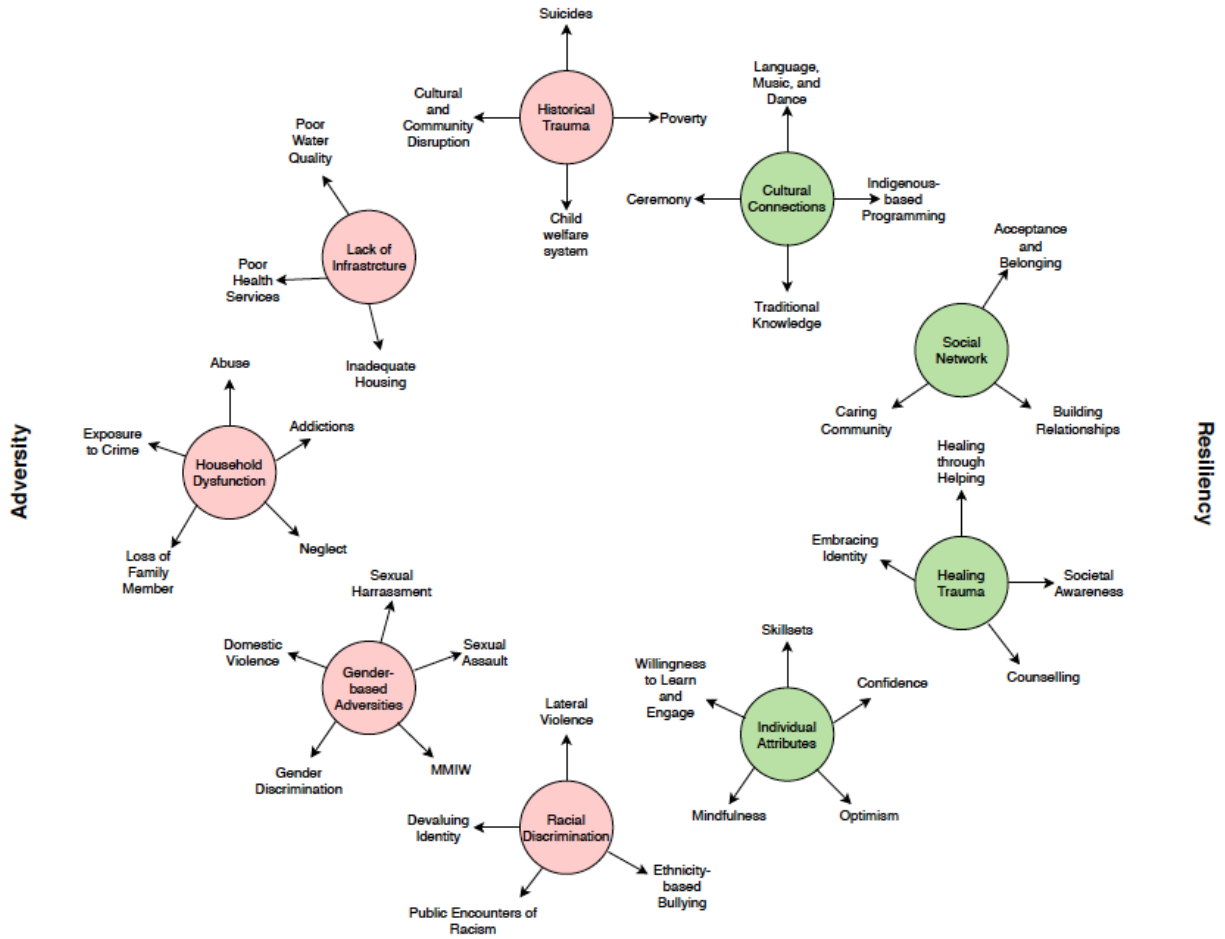 Suicides
Cultural
and
Community
Disruption
Historical
Trauma
Poverty
Child
welfare
system
Language,
Music, and
Dance
Ceremony
Cultural
Connections
Indigenous-
based
Programming
Traditional
Knowledge
Poor
Water
Quality
Lack of
Infrastrcture
Poor
Health
Services
Inadequate
Housing
Acceptance
and
Belonging
Social
Network
Caring
Community
Building
Relationships
Adversity
Resiliency
Abuse
Exposure
to Crime
Addictions
Household
Dysfunction
Loss of
Family
Member
Neglect
Healing
through
Helping
Embracing
Identity
Healing
Trauma
Societal
Awareness
Counselling
Sexual
Harrassment
Domestic
Violence
Sexual
Assault
Gender-
based
Adversities
Gender
Discrimination
MMIW
Skillsets
Willingness
to Learn
and
Engage
Confidence
Individual
Attributes
Mindfulness
Optimism
Lateral
Violence
Devaluing
Identity
Racial
Discrimination
Ethnicity-
based
Bullying
Public Encounters of
Racism